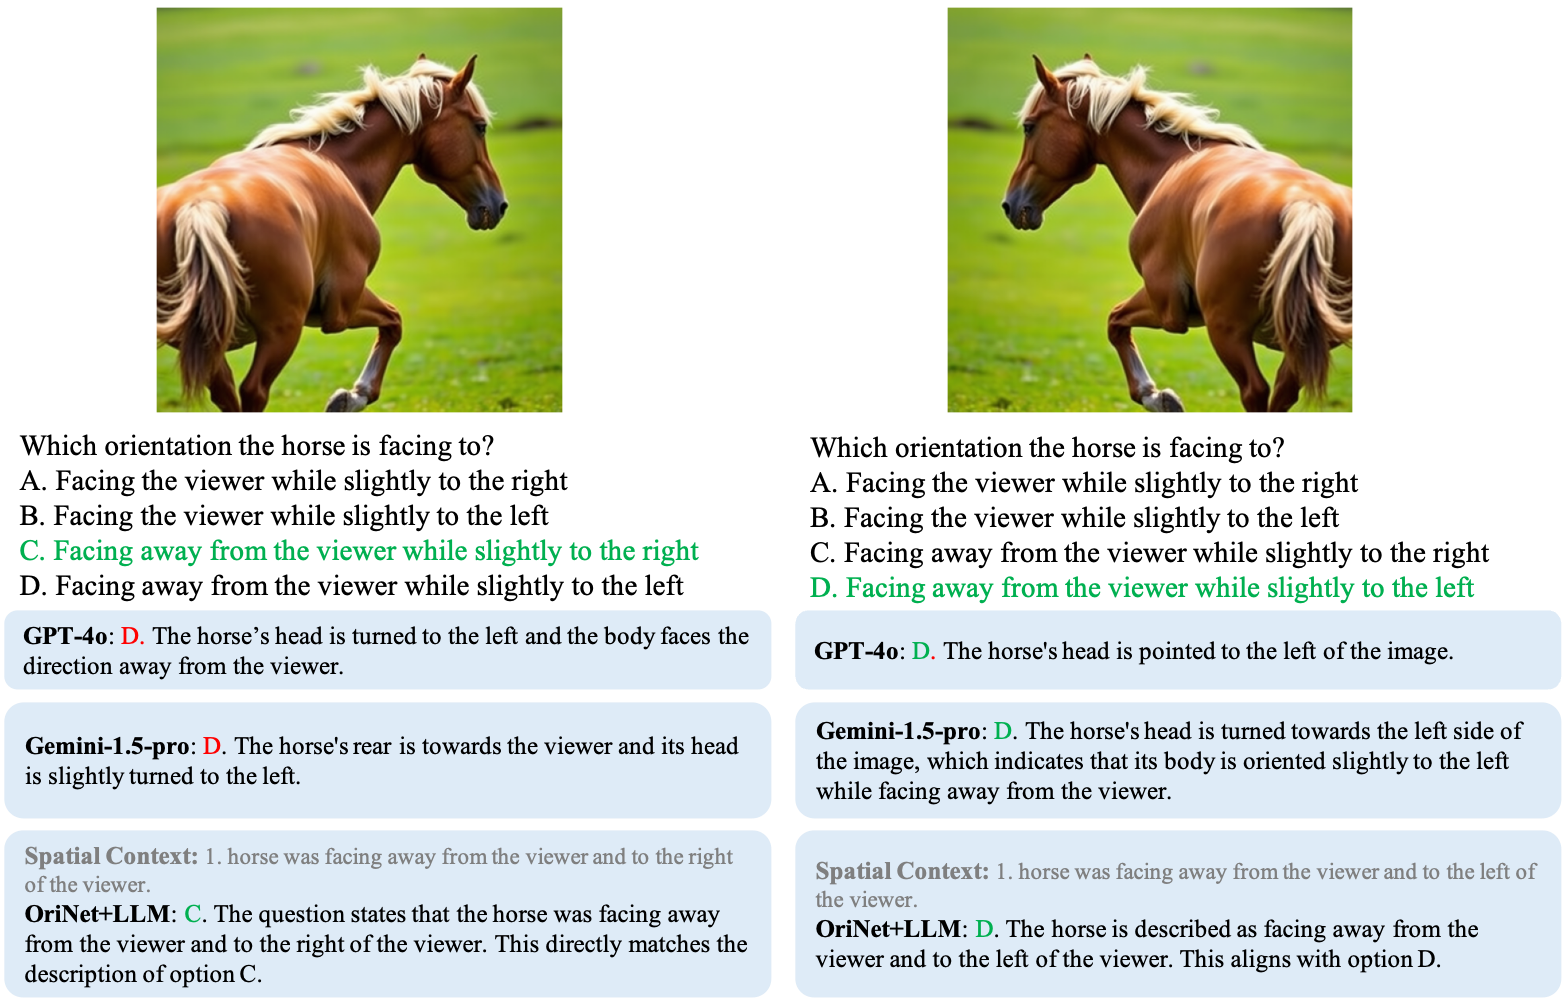 Which orientation the horse is facing to?
A. Facing the viewer while slightly to the right
B. Facing the viewer while slightly to the left
C. Facing away from the viewer while slightly to the right
D. Facing away from the viewer while slightly to the left
GPT-4o: D. The horse’s head is turned to the left and the body faces the
direction away from the viewer.
Gemini-1.5-pro: D. The horse's rear is towards the viewer and its head
is slightly turned to the left.
Spatial Context: 1. horse was facing away from the viewer and to the right
of the viewer.
OriNet+LLM: C. The question states that the horse was facing away
from the viewer and to the right of the viewer. This directly matches the
description of option C.
Which orientation the horse is facing to?
A. Facing the viewer while slightly to the right
B. Facing the viewer while slightly to the left
C. Facing away from the viewer while slightly to the right
D. Facing away from the viewer while slightly to the left
GPT-4o: D. The horse's head is pointed to the left of the image.
Gemini-1.5-pro: D. The horse's head is turned towards the left side of
the image, which indicates that its body is oriented slightly to the left
while facing away from the viewer.
Spatial Context: 1. horse was facing away from the viewer and to the left of
the viewer.
OriNet+LLM: D. The horse is described as facing away from the
viewer and to the left of the viewer. This aligns with option D.